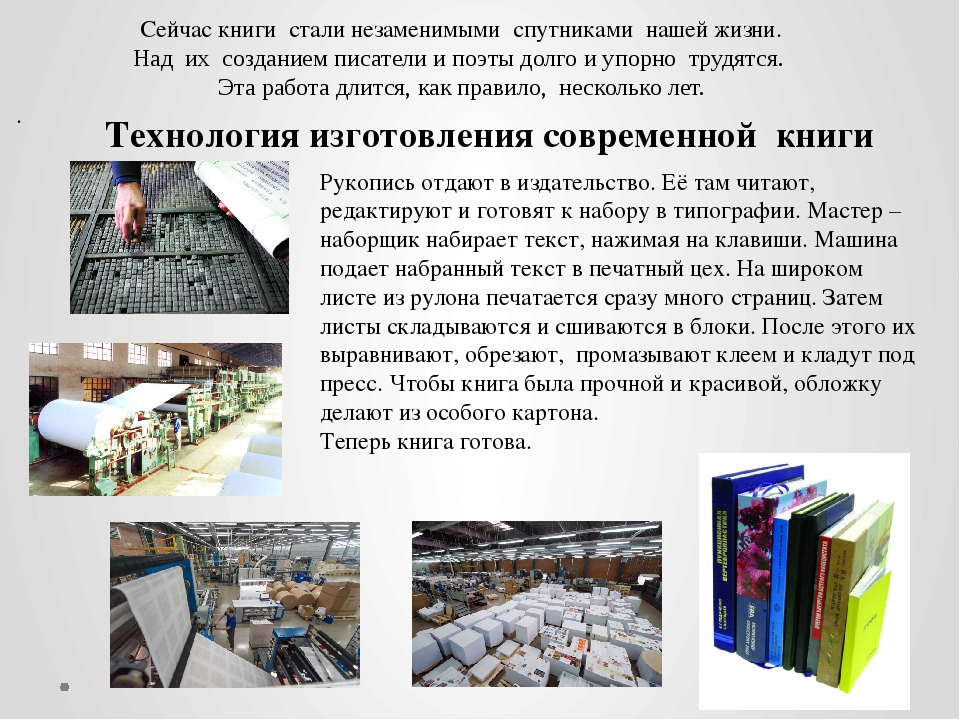 Сейчас книги стали незаменимыми спутниками нашей жизни.
Над их созданием писатели и поэты долго и упорно трудятся.
Эта работа длится, как правило, несколько лет.
.
Технология изготовления современной книги
Рукопись отдают в издательство. Её там читают,
редактируют и готовят к набору в типографии. Мастер –
наборщик набирает текст, нажимая на клавиши. Машина
подает набранный текст в печатный цех. На широком
листе из рулона печатается сразу много страниц. Затем
листы складываются и сшиваются в блоки. После этого их
выравнивают, обрезают, промазывают клеем и кладут под
пресс. Чтобы книга была прочной и красивой, обложку
делают из особого картона.
Теперь книга готова.
ПУНКЦИОННАЯ
ВЕРТЕБРОПЛАСТИКА